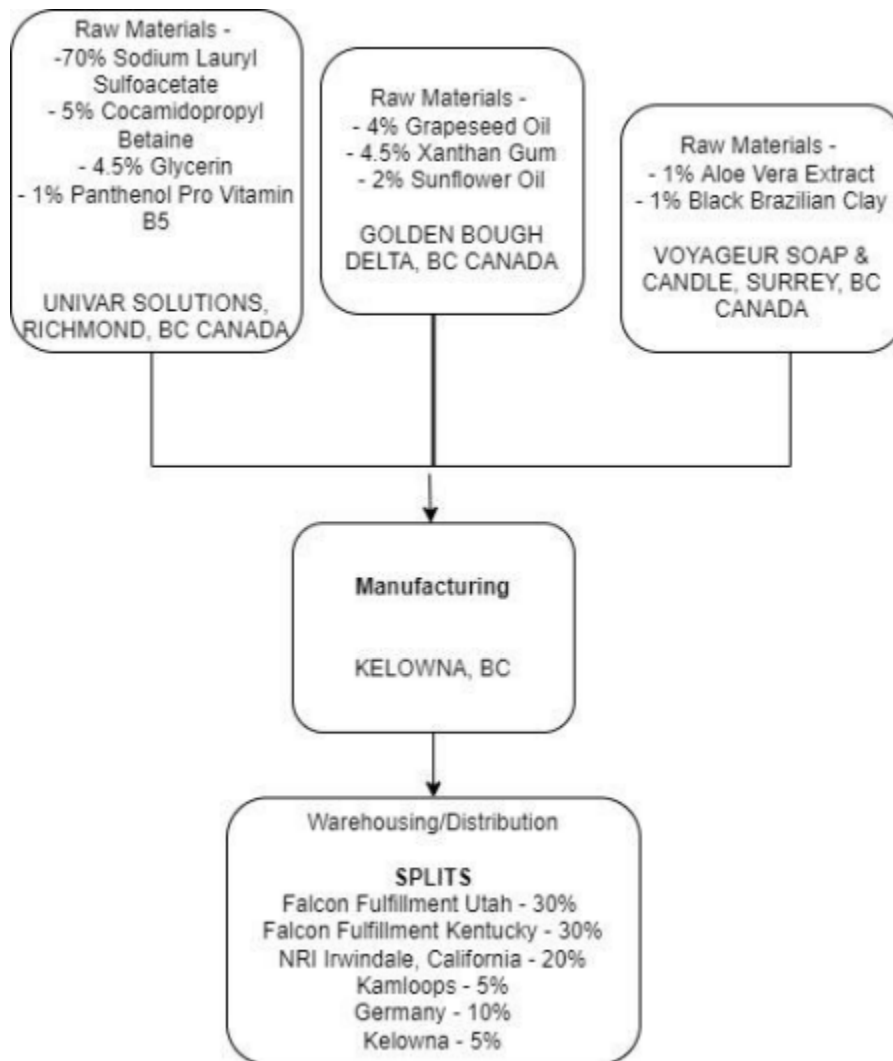 Raw Materials -
-70% Sodium Lauryl
Sulfoacetate
- 5% Cocamidopropyl
Betaine
- 4.5% Glycerin
- 1% Panthenol Pro Vitamin
B5
UNIVAR SOLUTIONS,
RICHMOND, BC CANADA
Raw Materials -
- 4% Grapeseed Oil
- 4.5% Xanthan Gum
- 2% Sunflower Oil
GOLDEN BOUGH
DELTA, BC CANADA
Raw Materials -
- 1% Aloe Vera Extract
- 1% Black Brazilian Clay
VOYAGEUR SOAP &
CANDLE, SURREY, BC
CANADA
Manufacturing
KELOWNA, BC
Warehousing/Distribution
SPLITS
Falcon Fulfillment Utah - 30%
Falcon Fulfillment Kentucky - 30%
NRI Irwindale, California - 20%
Kamloops - 5%
Germany - 10%
Kelowna - 5%